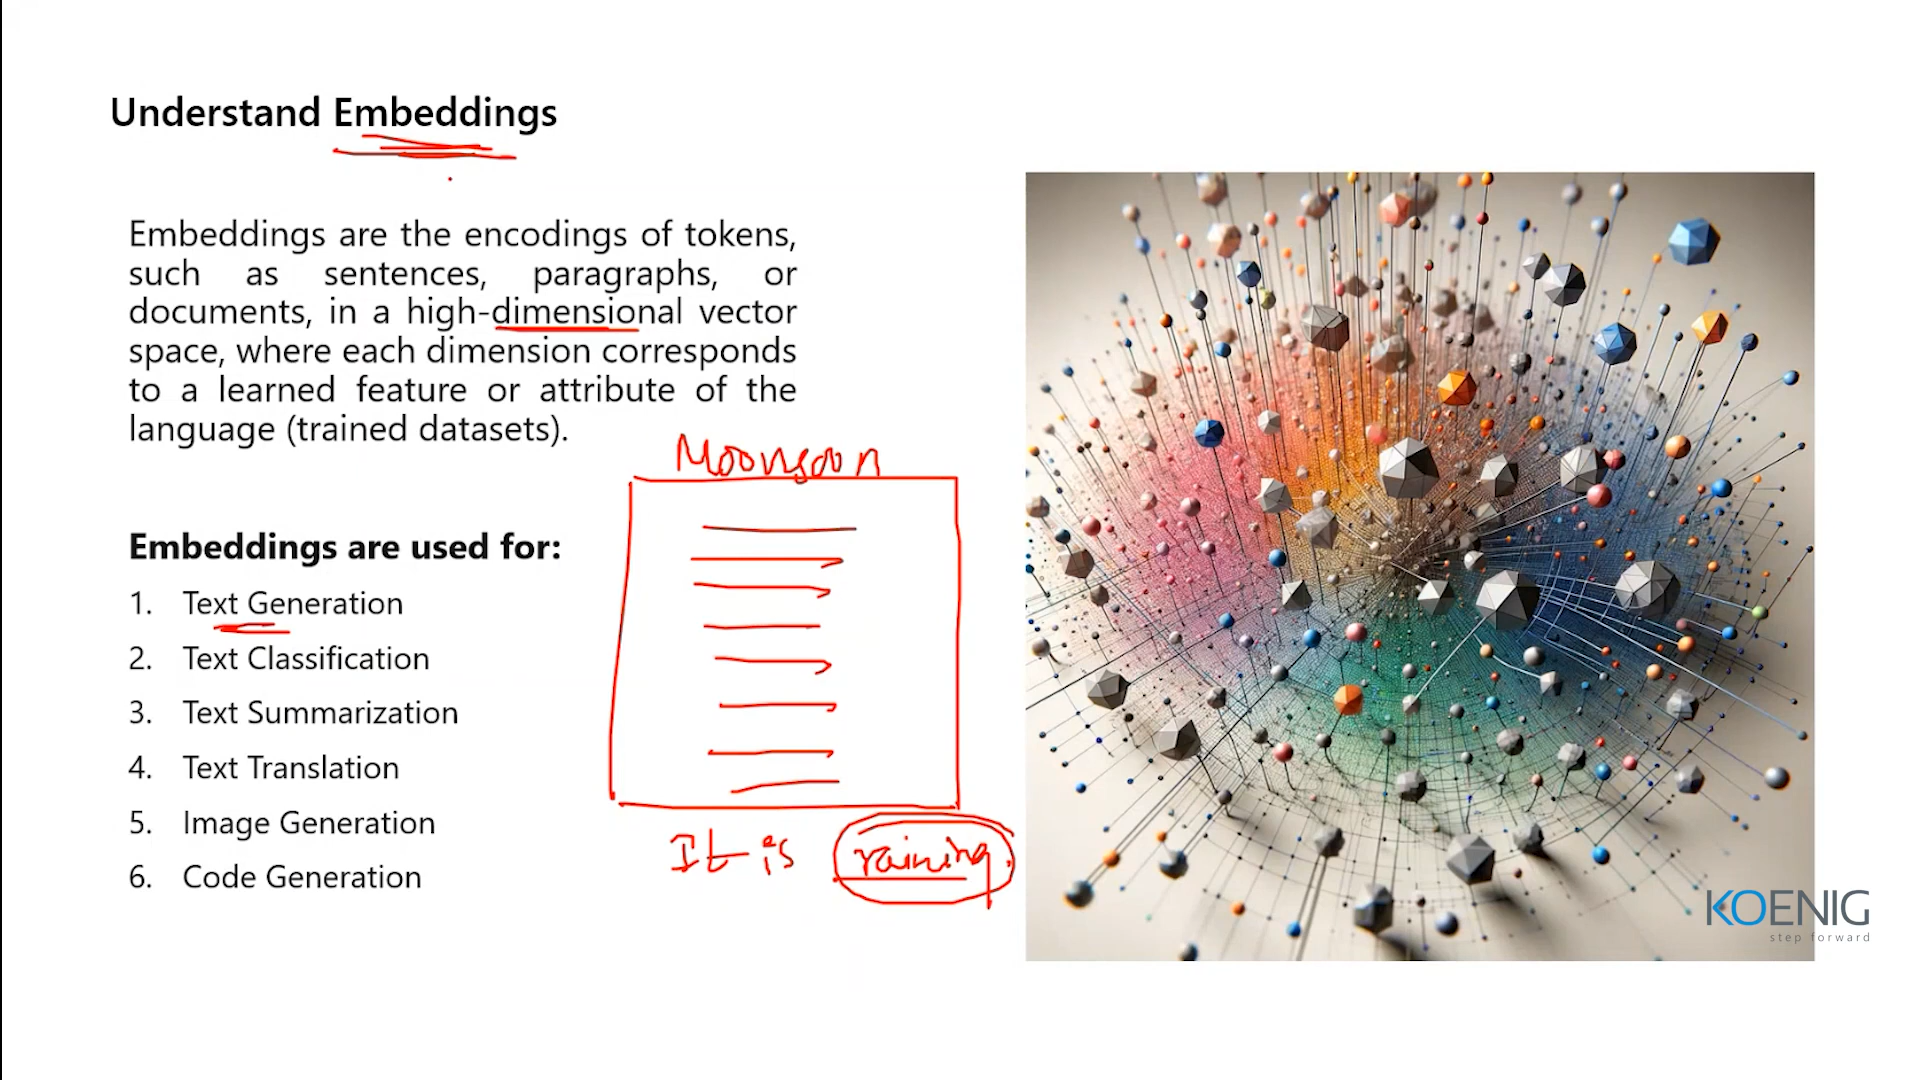 Understand Embeddings
Embeddings are the encodings of tokens,
such as sentences, paragraphs, or
documents, in a high-dimensional vector
space, where each dimension corresponds
to a learned feature or attribute of the
language (trained datasets).
Moongoon
Embeddings are used for:
1. Text Generation
2. Text Classification
3. Text Summarization
4. Text Translation
5. Image Generation
6. Code Generation
It is raining.
KOENIG
step forward